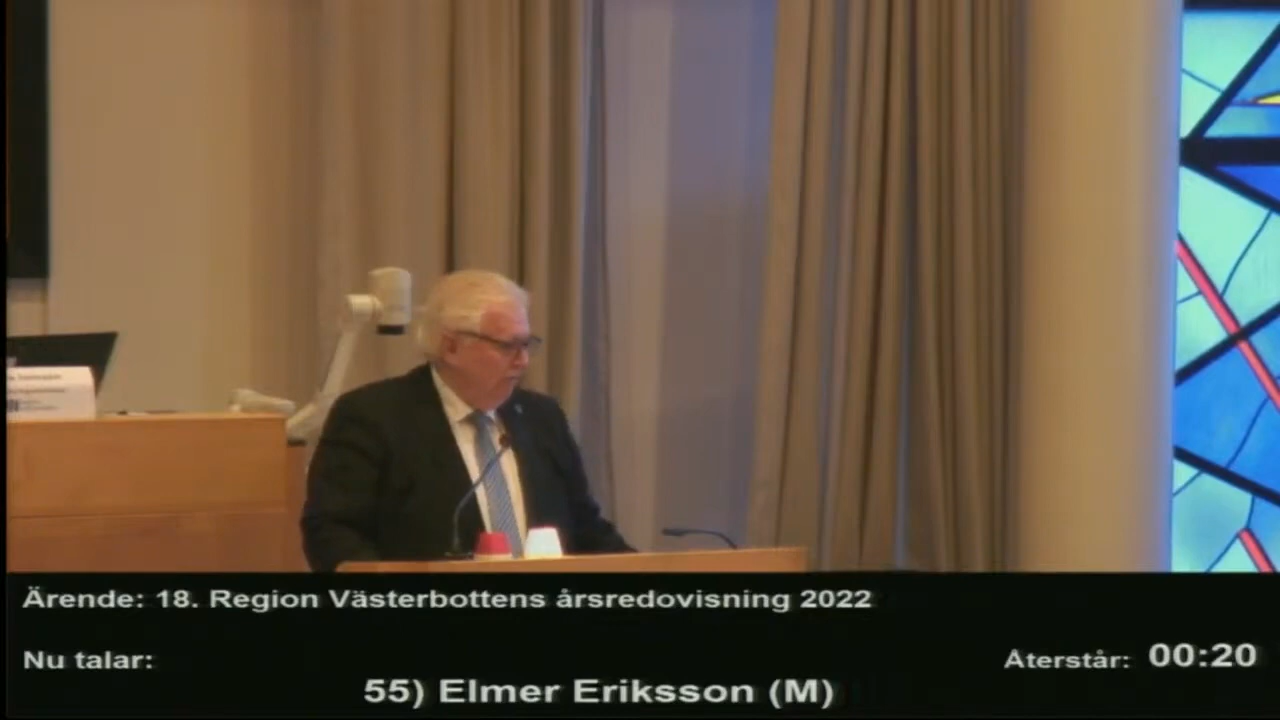 Ärende: 18. Region Västerbottens årsredovisning 2022
Nu talar:
Återstår: 00:20
55) Elmer Eriksson (M)